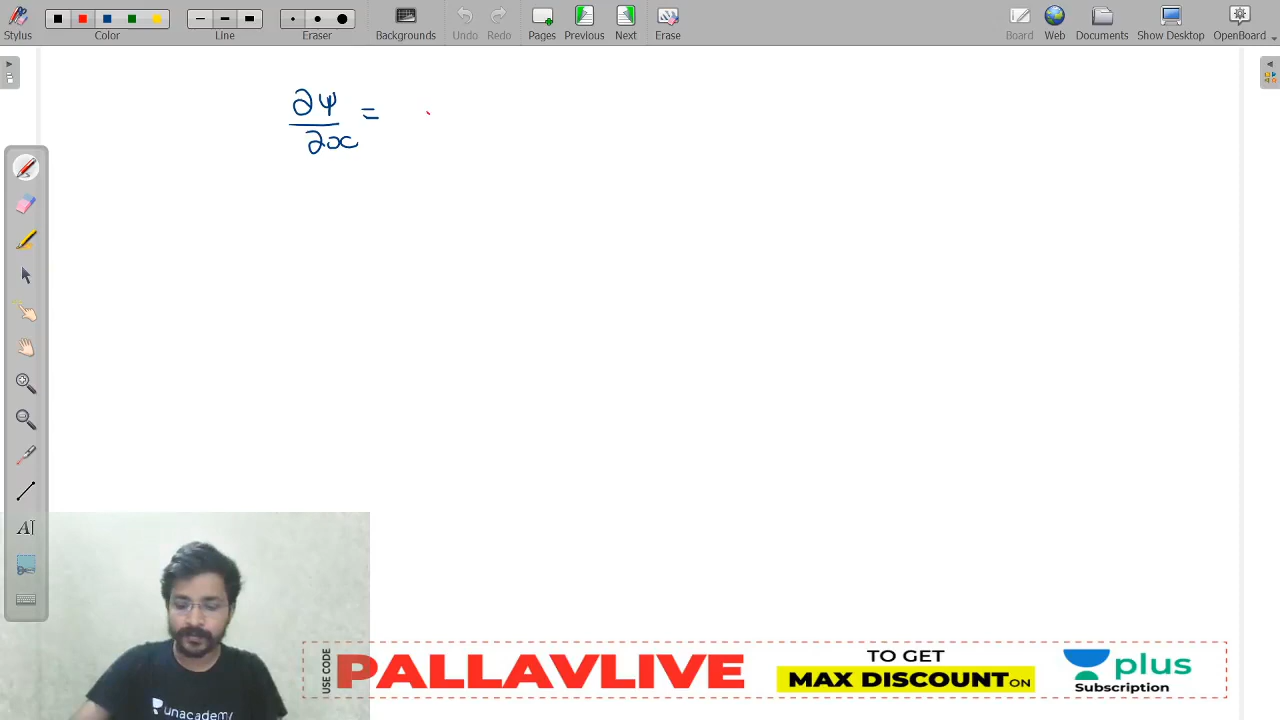 Stylus Color Line Eraser Backgrounds Undo Redo Pages Previous Next Erase Board Web Documents Show Desktop OpenBoard
∂ψ/∂x =
unacademy
USE CODE
PALLAVLIVE
TO GET
MAX DISCOUNT ON
plus
Subscription